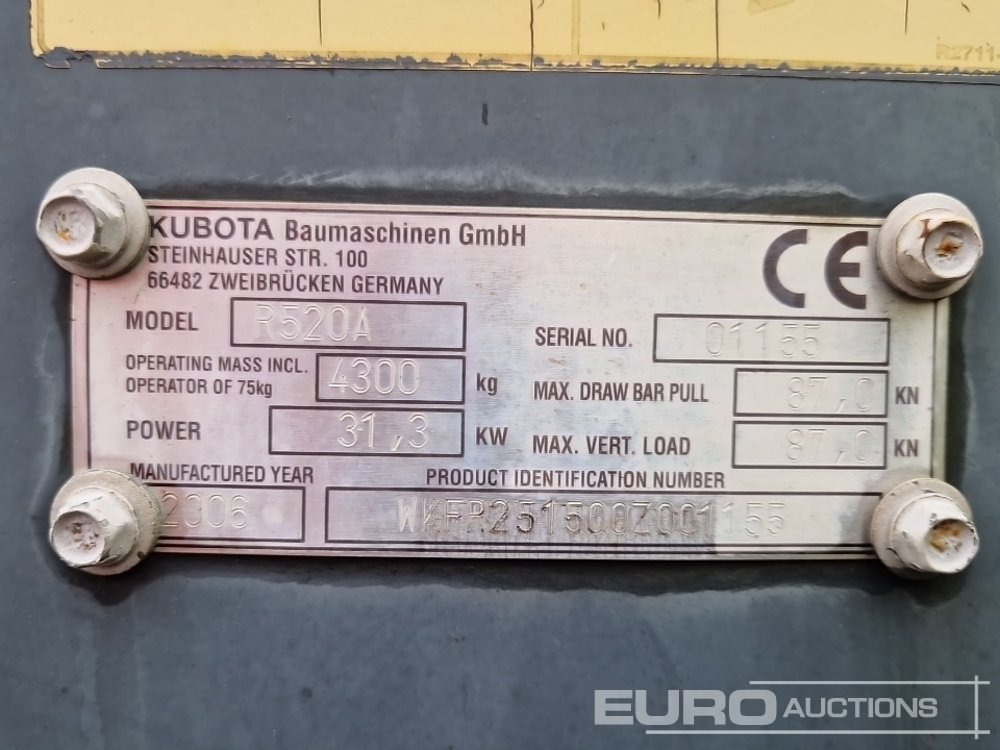 KUBOTA Baumaschinen GmbH
STEINHAUSER STR. 100
66482 ZWEIBRÜCKEN GERMANY
CE
MODEL R520A
SERIAL NO. 01155
OPERATING MASS INCL. OPERATOR OF 75kg 4300 kg
MAX. DRAW BAR PULL 87,0 KN
POWER 31,3 KW
MAX. VERT. LOAD 87,0 KN
MANUFACTURED YEAR
2006
PRODUCT IDENTIFICATION NUMBER
WKFR251500Z001155
EURO AUCTIONS